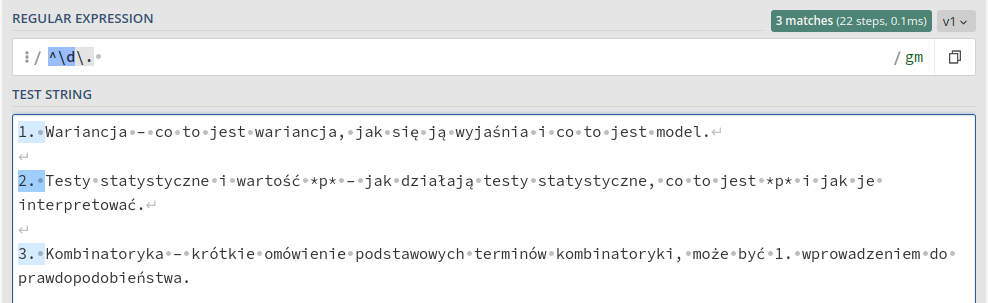 REGULAR EXPRESSION
3 matches (22 steps, 0.1ms)
v1
/ ^\d\. 
/ gm
TEST STRING
1. Wariancja – co to jest wariancja, jak się ją wyjaśnia i co to jest model.
2. Testy statystyczne i wartość *p* – jak działają testy statystyczne, co to jest *p* i jak je
interpretować.
3. Kombinatoryka – krótkie omówienie podstawowych terminów kombinatoryki, może być 1. wprowadzeniem do
prawdopodobieństwa.